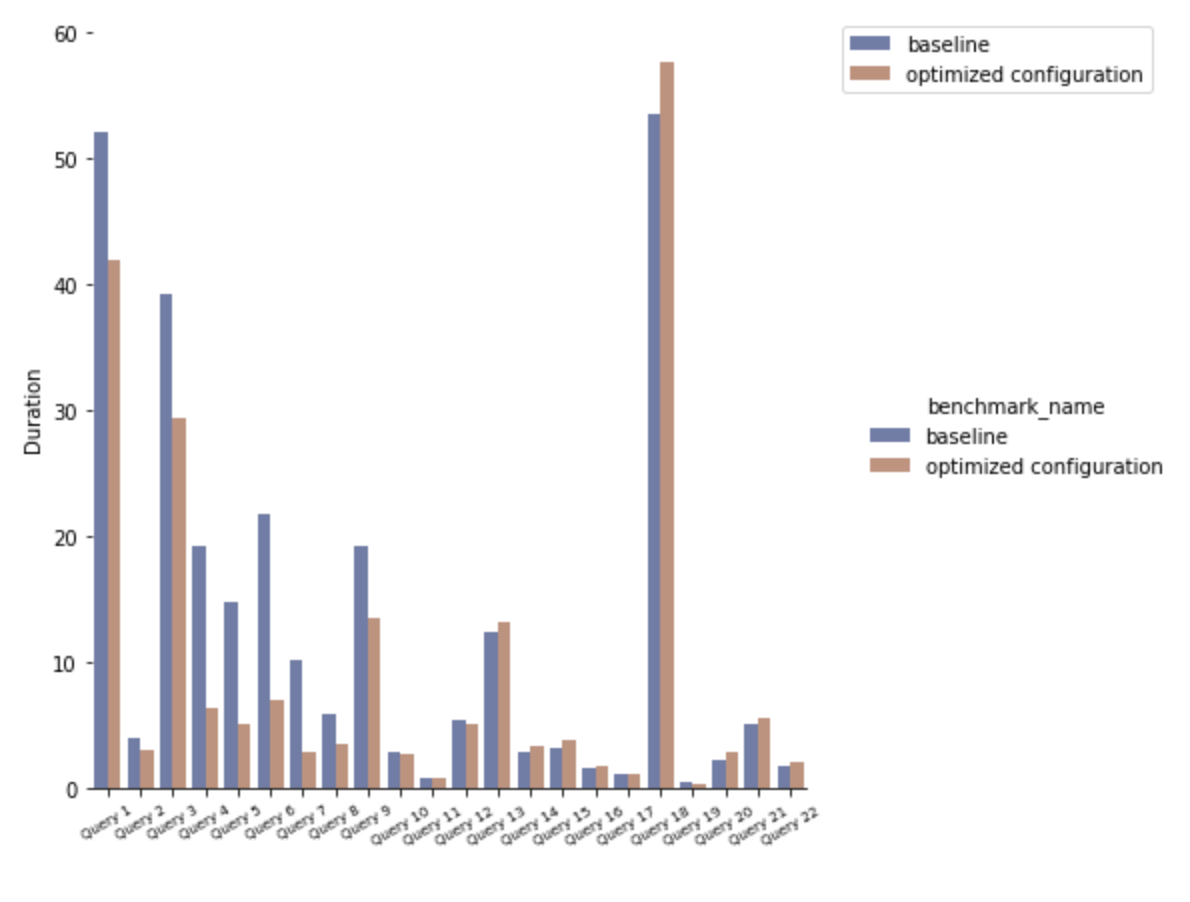 60
50
40
30
20
10
0
Duration
Query 1
Query 2
Query 3
Query 4
Query 5
Query 6
Query 7
Query 8
Query 9
Query 10
Query 11
Query 12
Query 13
Query 14
Query 15
Query 16
Query 17
Query 18
Query 19
Query 20
Query 21
Query 22
baseline
optimized configuration
benchmark_name
baseline
optimized configuration